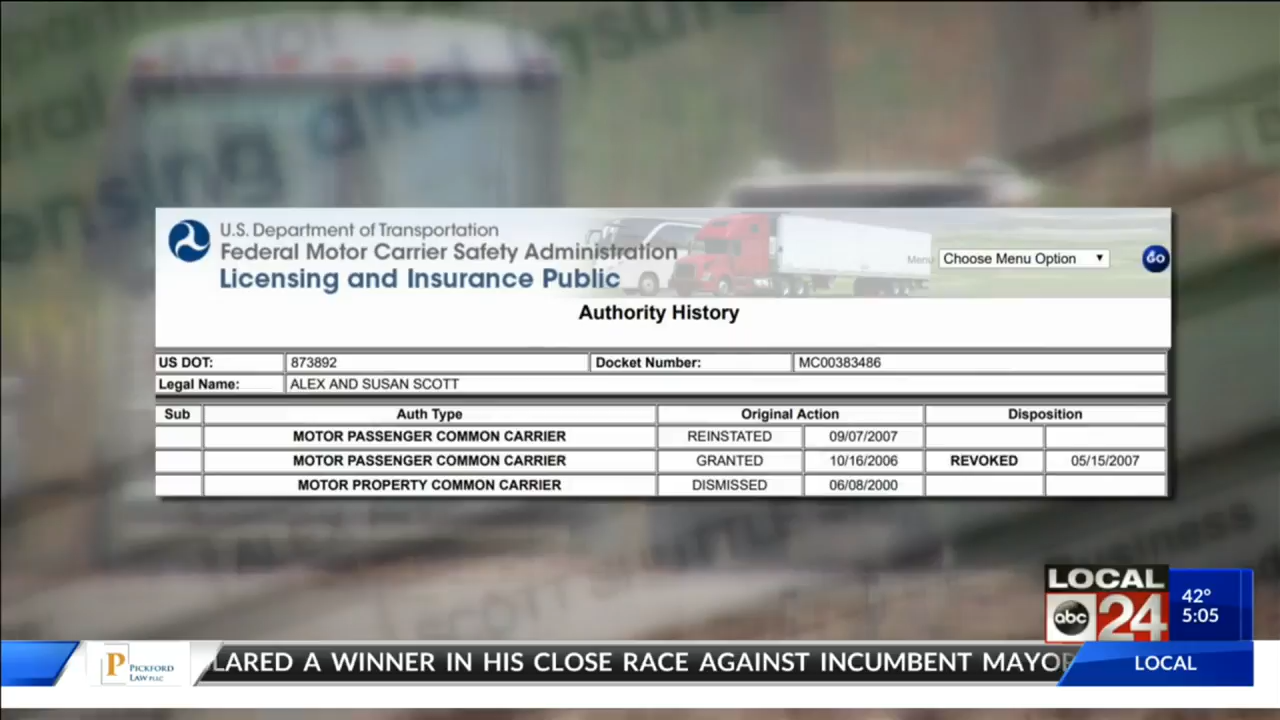 U.S. Department of Transportation
Federal Motor Carrier Safety Administration
Licensing and Insurance Public
Menu
Choose Menu Option
Go
Authority History
US DOT: 873892 Docket Number: MC00383486
Legal Name: ALEX AND SUSAN SCOTT
Sub Auth Type Original Action Disposition
MOTOR PASSENGER COMMON CARRIER REINSTATED 09/07/2007
MOTOR PASSENGER COMMON CARRIER GRANTED 10/16/2006 REVOKED 05/15/2007
MOTOR PROPERTY COMMON CARRIER DISMISSED 06/08/2000
Business
LOCAL
abc 24
42°
5:05
PICKFORD
LAW PLLC
LARED A WINNER IN HIS CLOSE RACE AGAINST INCUMBENT MAYOR
LOCAL